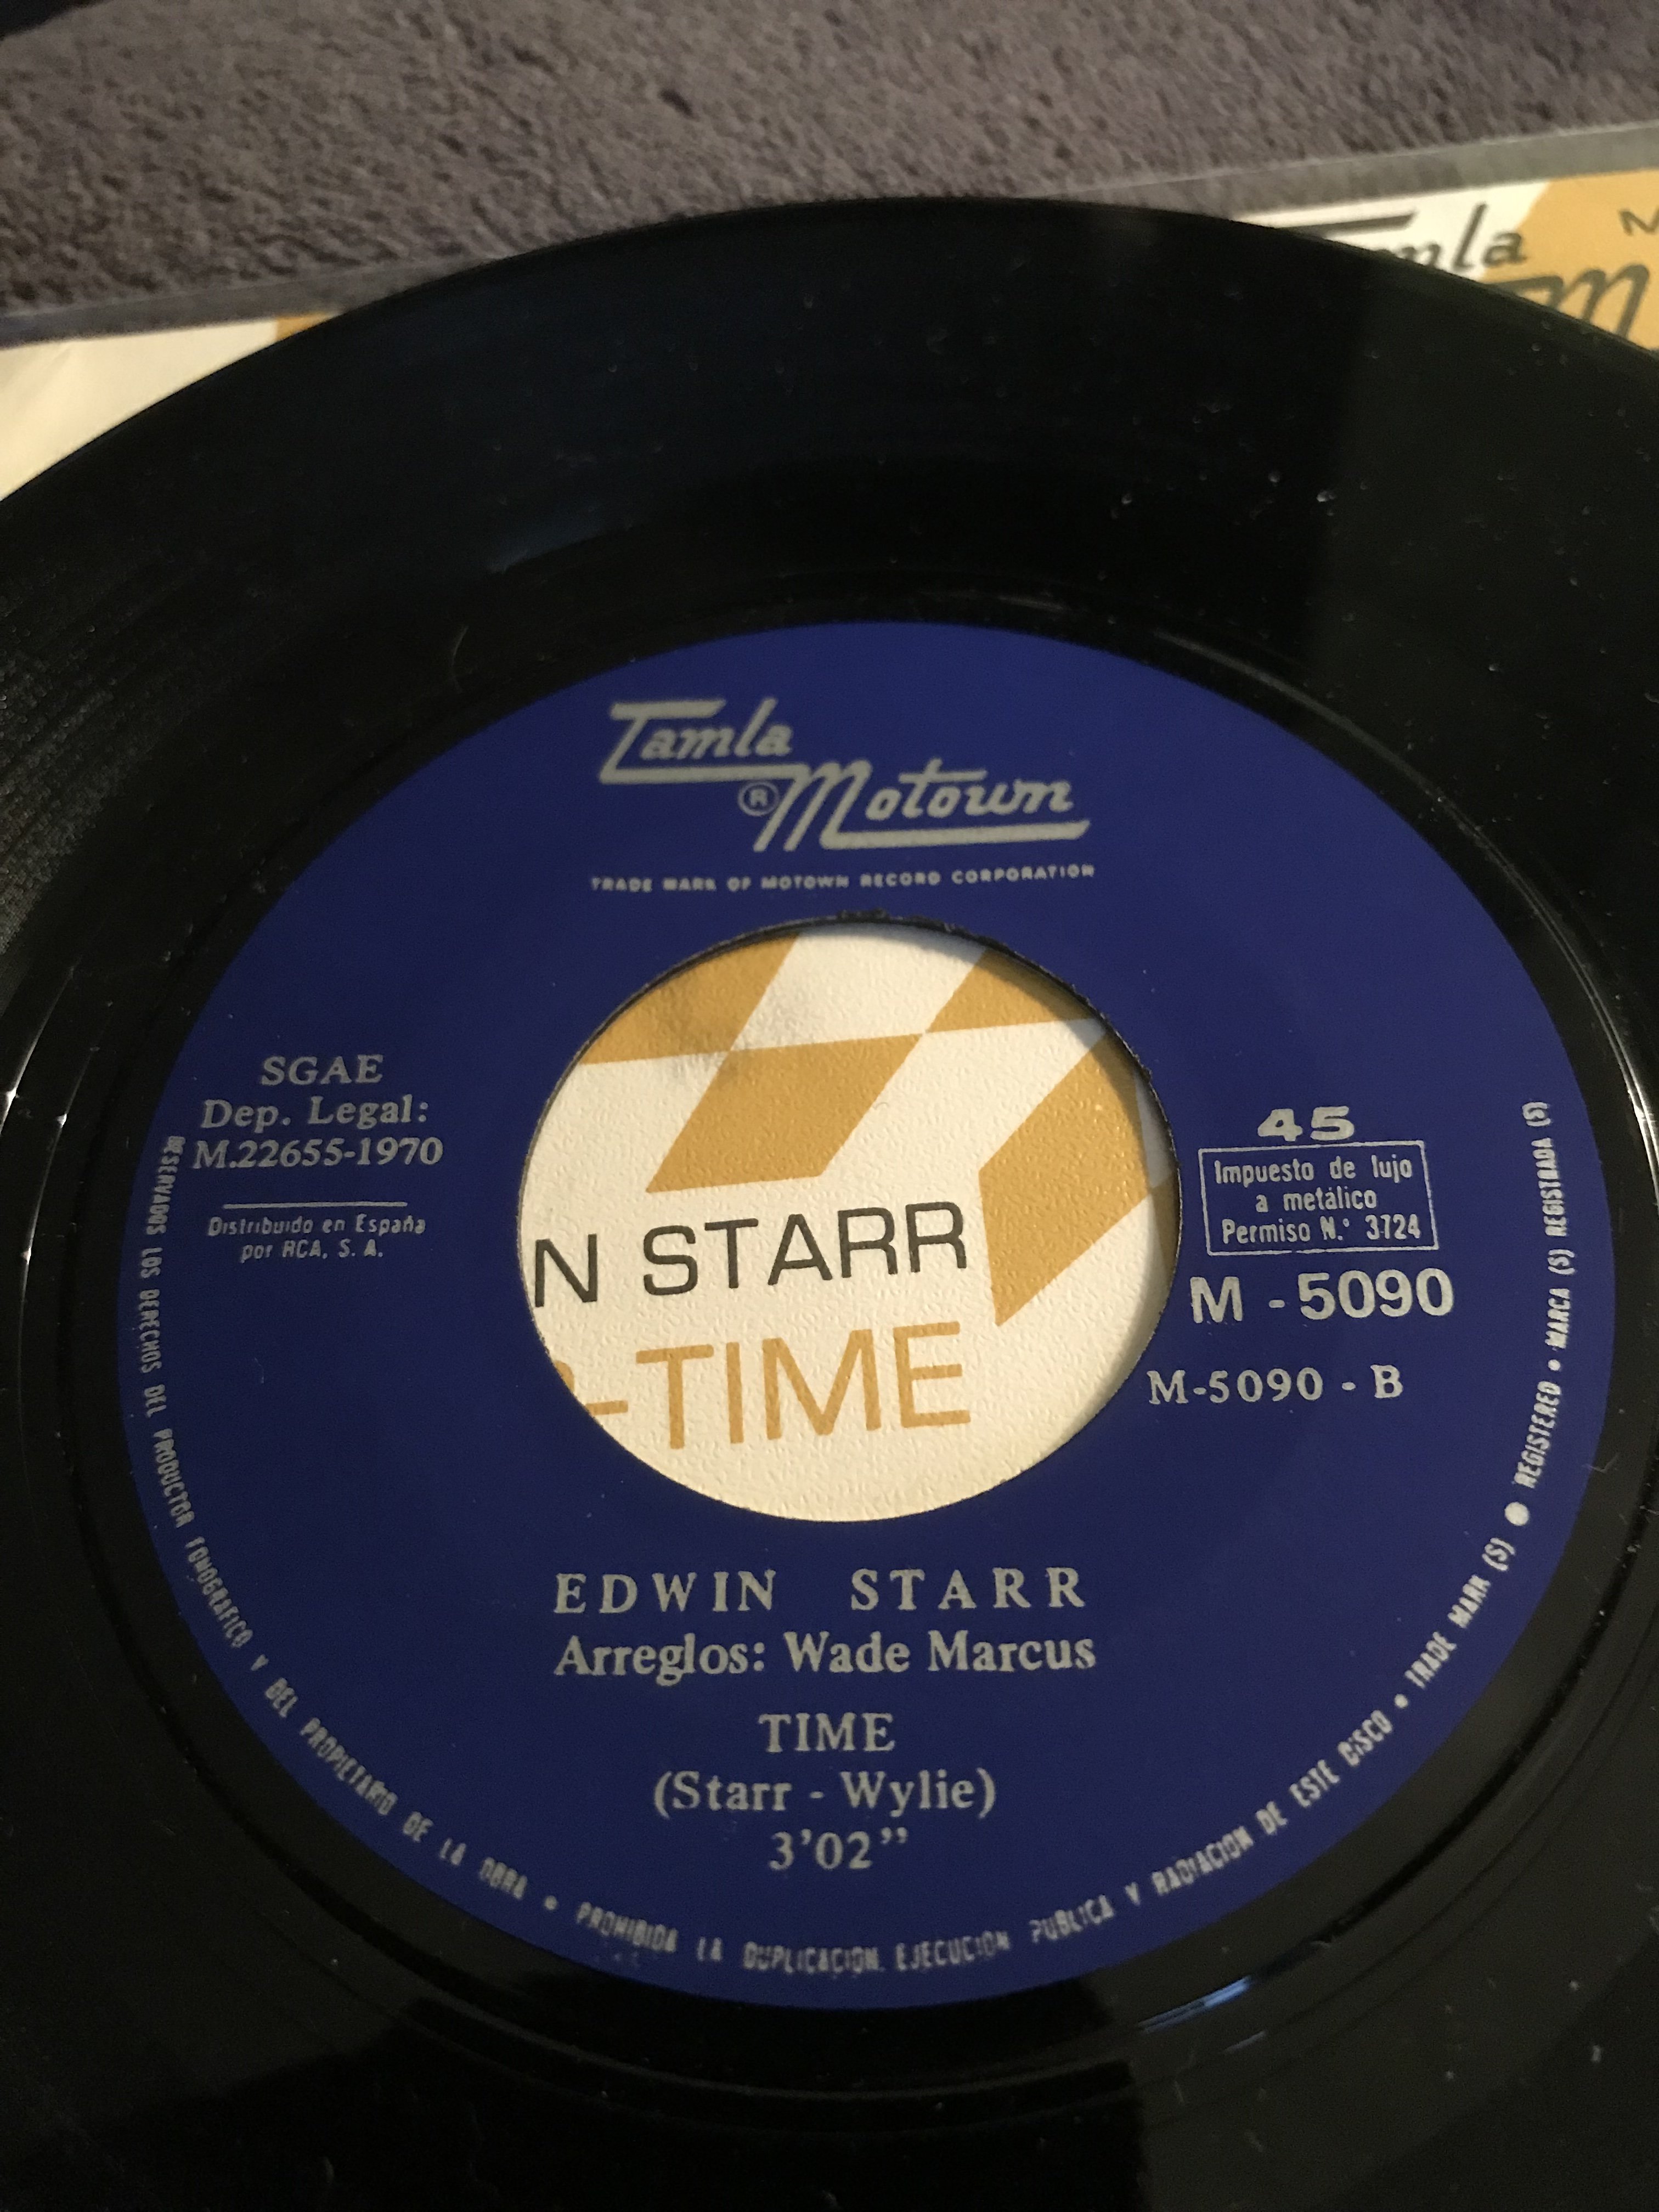 Tamla
Motown
®
TRADE MARK OF MOTOWN RECORD CORPORATION
SGAE
Dep. Legal:
M.22655-1970
Distribuido en España
por RCA, S. A.
45
Impuesto de lujo
a metálico
Permiso N.° 3724
M - 5090
M-5090 - B
N STARR
-TIME
EDWIN STARR
Arreglos: Wade Marcus
TIME
(Starr - Wylie)
3'02”
RESERVADOS LOS DERECHOS DEL PRODUCTOR FONOGRAFICO Y DEL PROPIETARIO DE LA OBRA • PROHIBIDA LA DUPLICACION, EJECUCION PUBLICA Y RADIACION DE ESTE DISCO • TRADE MARK (S) ● REGISTERED • MARCA (S) REGISTRADA (S)